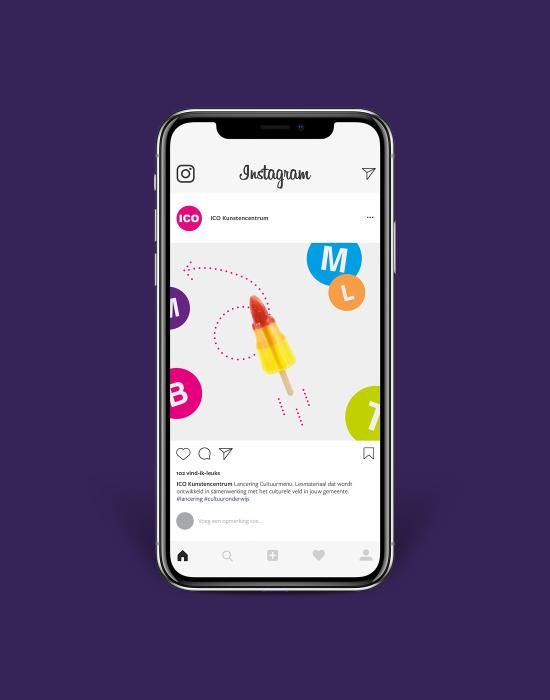 Instagram
ICO
ICO Kunstencentrum
M
L
M
B
T
102 vind-ik-leuks
ICO Kunstencentrum Lancering Cultuurmenu. Lesmateriaal dat wordt
ontwikkeld in samenwerking met het culturele veld in jouw gemeente.
#lancering #cultuuronderwijs
Voeg een opmerking toe...